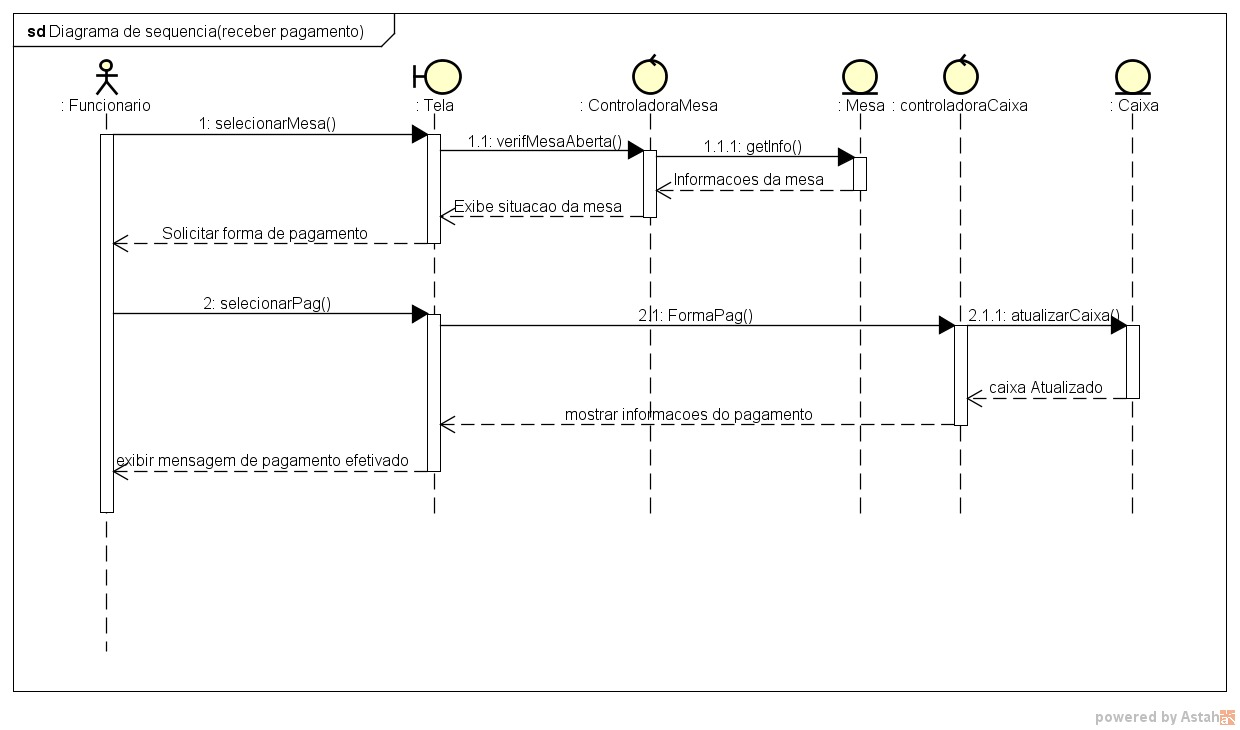 sd Diagrama de sequencia(receber pagamento)
: Funcionario
: Tela
: ControladoraMesa
: Mesa
: controladoraCaixa
: Caixa
1: selecionarMesa()
1.1: verifMesaAberta()
1.1.1: getInfo()
Informacoes da mesa
Exibe situacao da mesa
Solicitar forma de pagamento
2: selecionarPag()
2.1: FormaPag()
2.1.1: atualizarCaixa()
caixa Atualizado
mostrar informacoes do pagamento
exibir mensagem de pagamento efetivado
powered by Astah